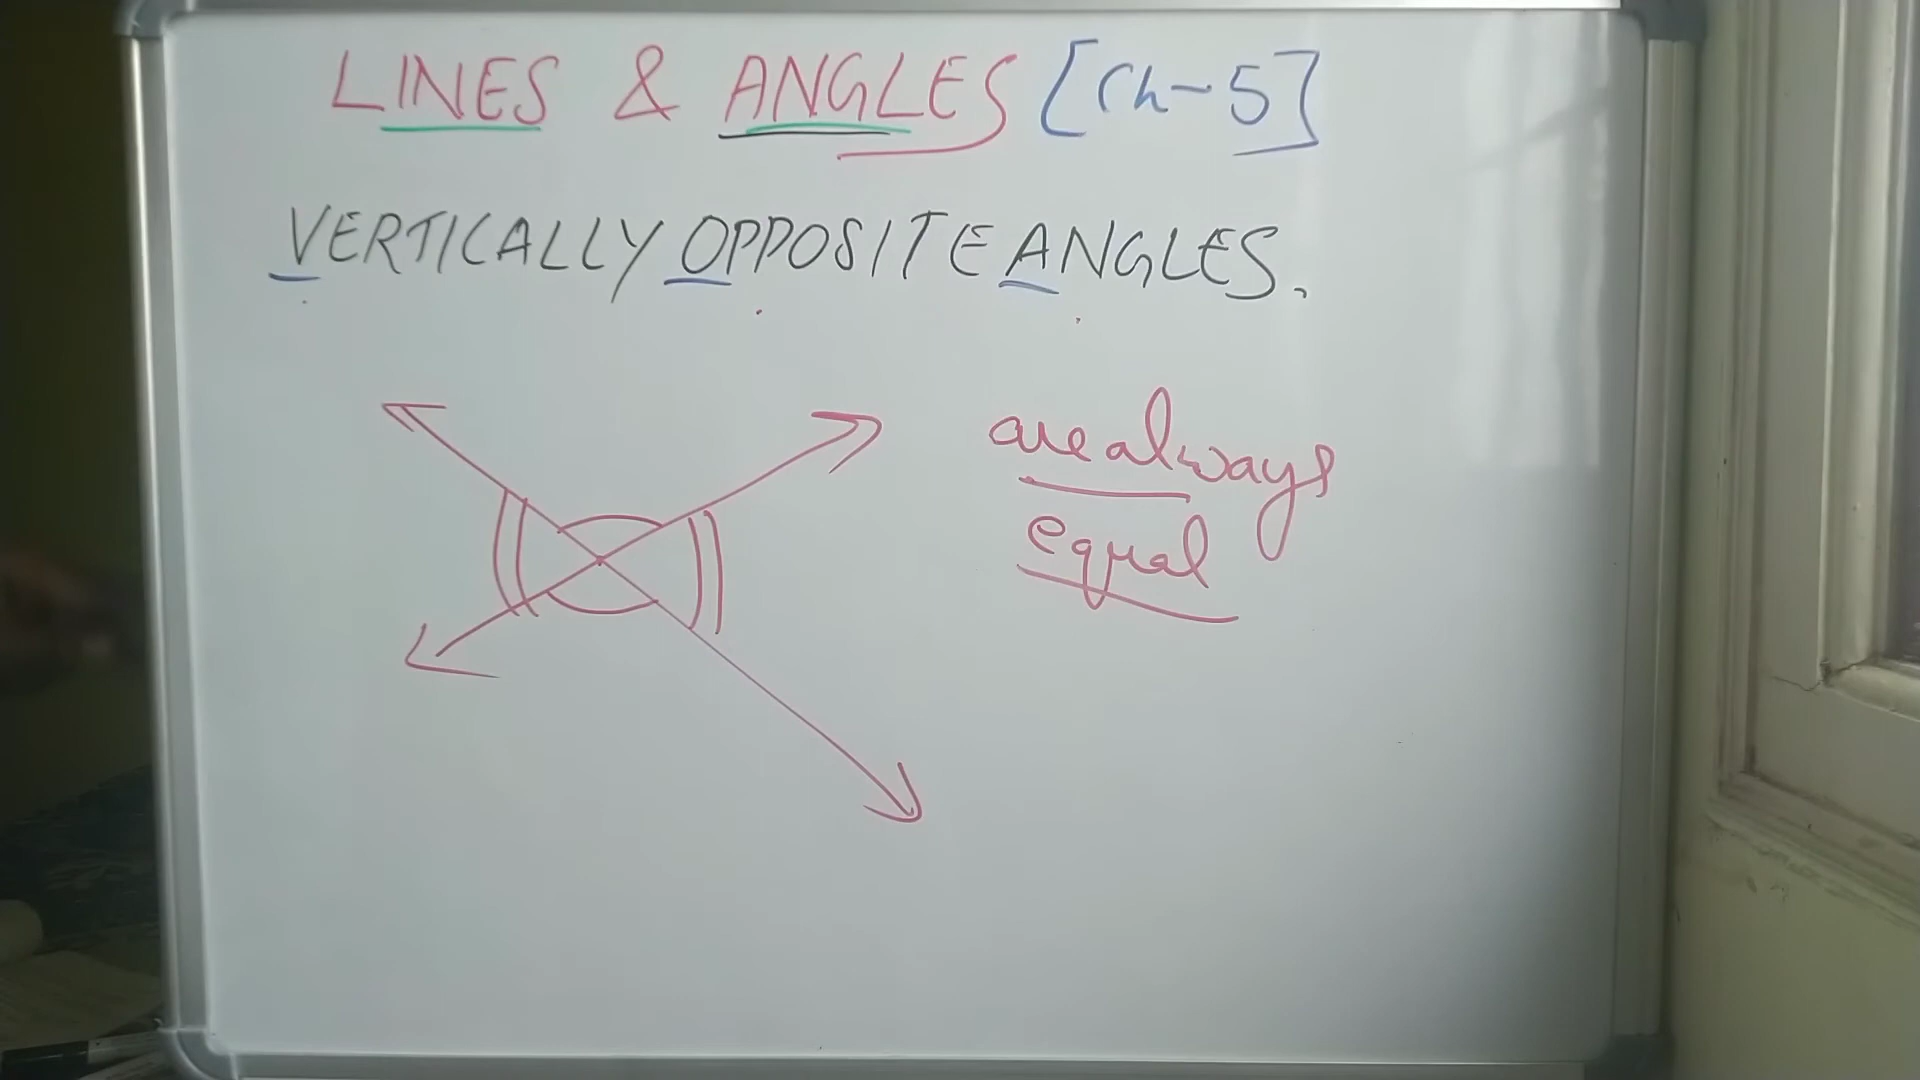 LINES & ANGLES [Ch-5]
VERTICALLY OPPOSITE ANGLES.
are always
equal